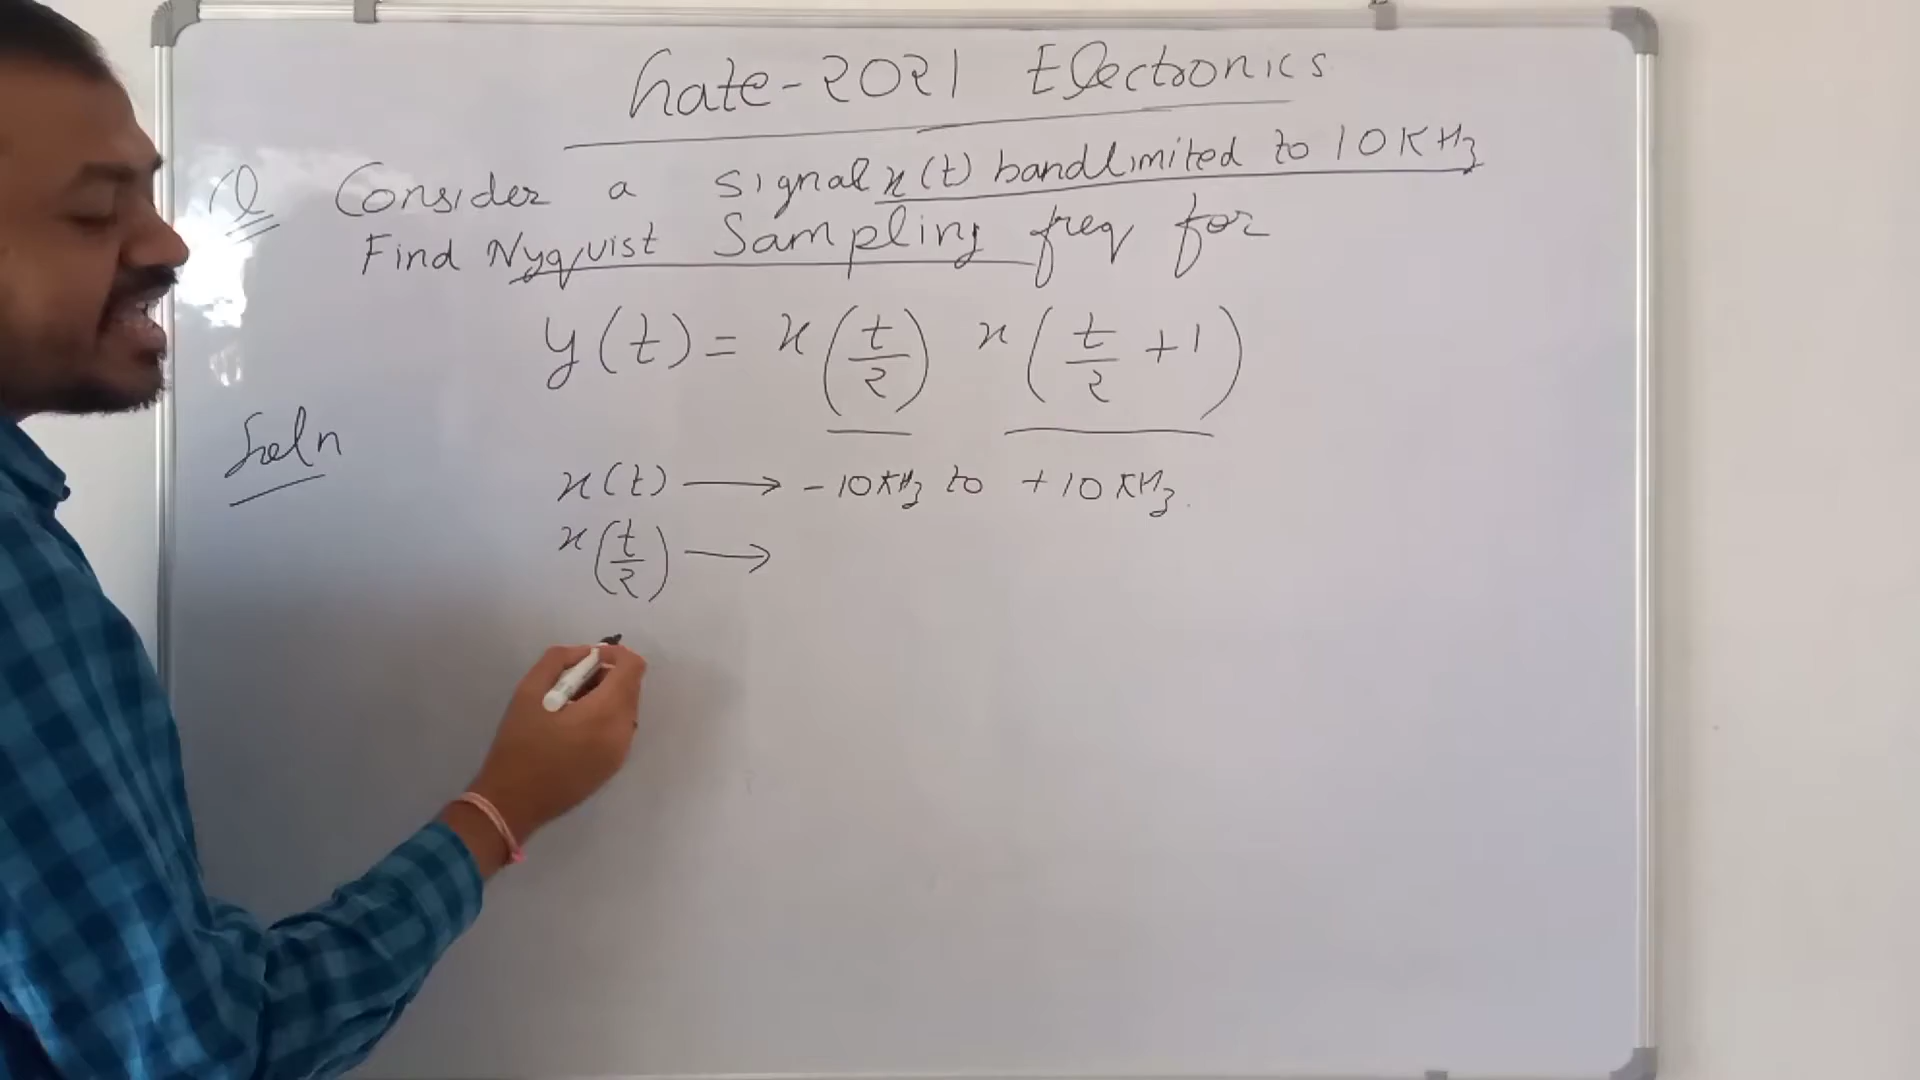 Gate-2021 Electronics
Q Consider a signal x(t) bandlimited to 10KHz
Find Nyquist Sampling freq for
y(t) = x(t/2) x(t/2 + 1)
Soln
x(t) → -10KHz to +10KHz.
x(t/2) →